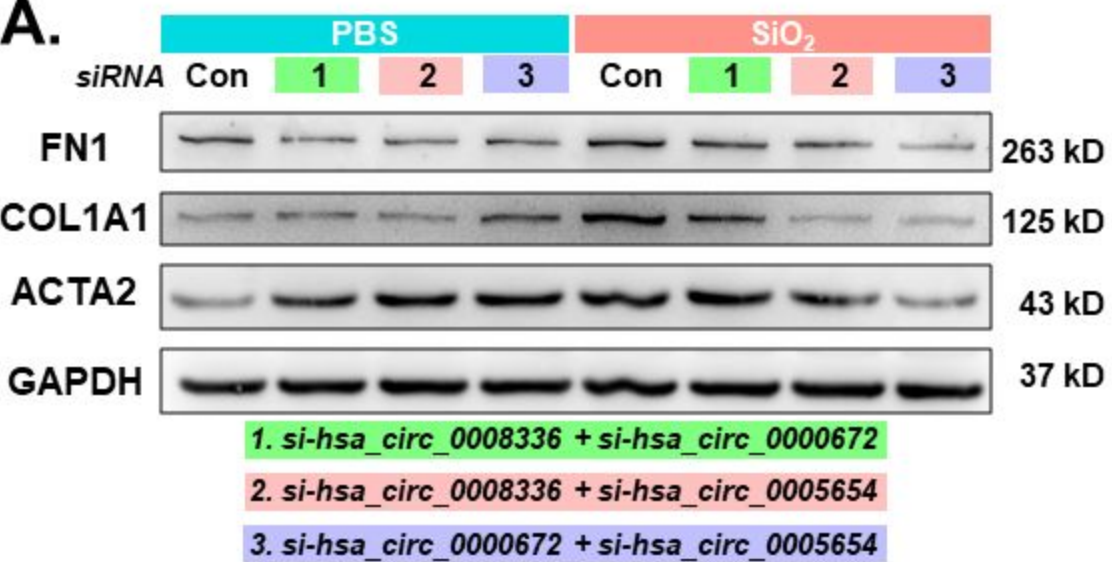 A.
PBS SiO₂
siRNA Con 1 2 3 Con 1 2 3
FN1 263 kD
COL1A1 125 kD
ACTA2 43 kD
GAPDH 37 kD
1. si-hsa_circ_0008336 + si-hsa_circ_0000672
2. si-hsa_circ_0008336 + si-hsa_circ_0005654
3. si-hsa_circ_0000672 + si-hsa_circ_0005654